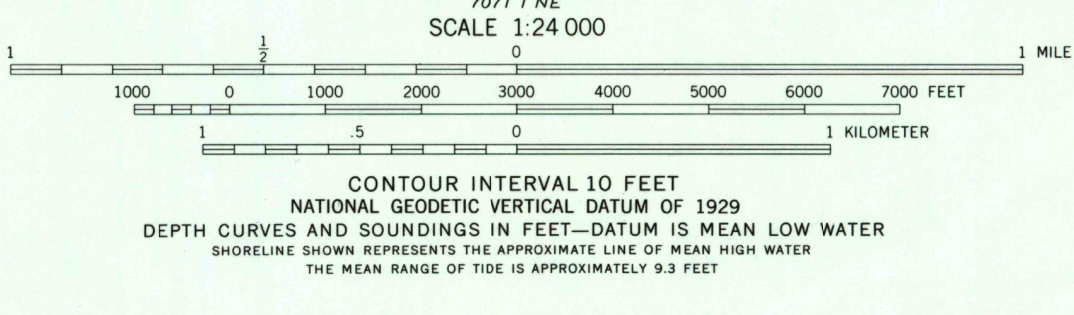 7071 I NE
SCALE 1:24 000
1 1/2 0 1 MILE
1000 0 1000 2000 3000 4000 5000 6000 7000 FEET
1 .5 0 1 KILOMETER
CONTOUR INTERVAL 10 FEET
NATIONAL GEODETIC VERTICAL DATUM OF 1929
DEPTH CURVES AND SOUNDINGS IN FEET—DATUM IS MEAN LOW WATER
SHORELINE SHOWN REPRESENTS THE APPROXIMATE LINE OF MEAN HIGH WATER
THE MEAN RANGE OF TIDE IS APPROXIMATELY 9.3 FEET